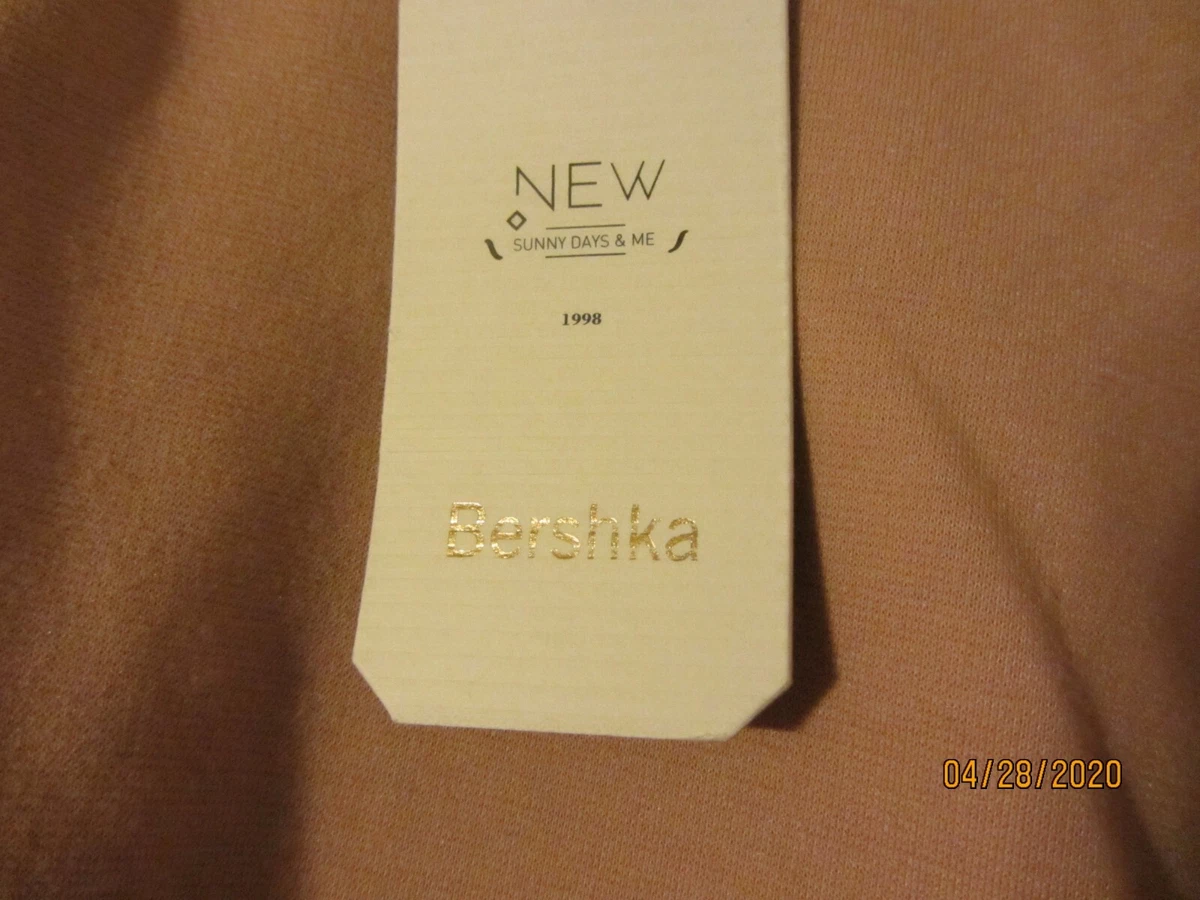 NEW
SUNNY DAYS & ME
1998
Bershka
04/28/2020